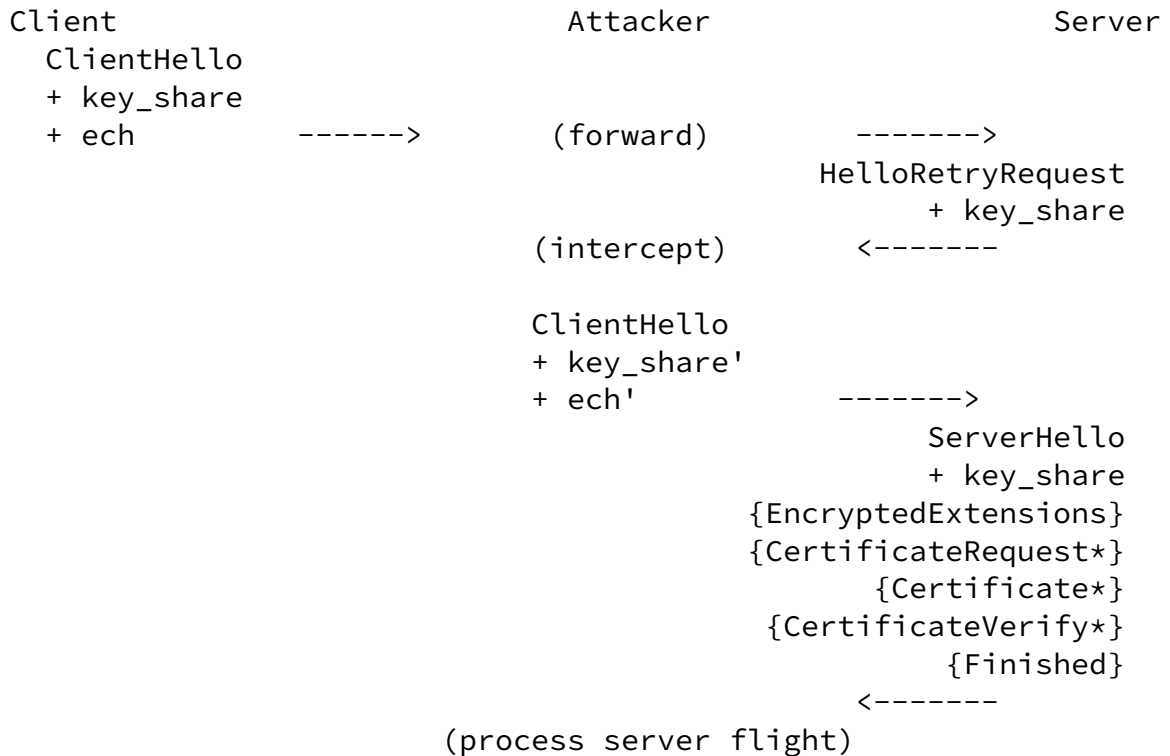 Client Attacker Server
ClientHello
+ key_share
+ ech ------> (forward) ------->
HelloRetryRequest
+ key_share
(intercept) <-------
ClientHello
+ key_share'
+ ech' ------->
ServerHello
+ key_share
{EncryptedExtensions}
{CertificateRequest*}
{Certificate*}
{CertificateVerify*}
{Finished}
<-------
(process server flight)